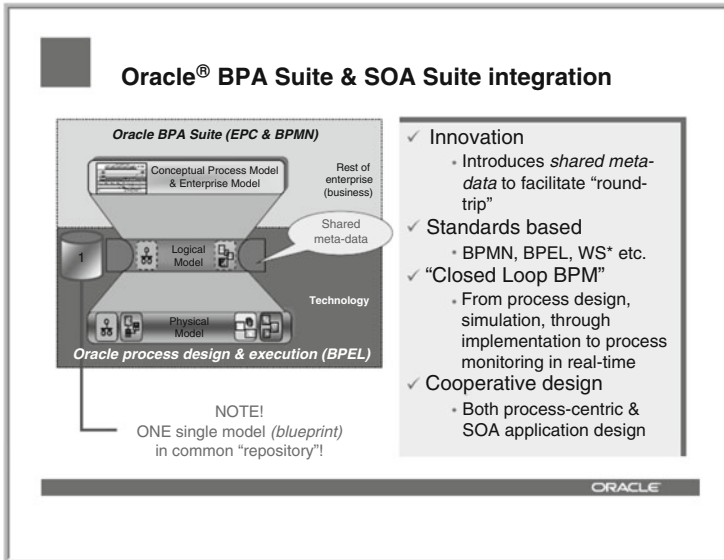 Oracle® BPA Suite & SOA Suite integration
Oracle BPA Suite (EPC & BPMN)
Conceptual Process Model
& Enterprise Model
Rest of
enterprise
(business)
Shared
meta-data
1
Logical
Model
Technology
Physical
Model
Oracle process design & execution (BPEL)
NOTE!
ONE single model (blueprint)
in common “repository”!
✓ Innovation
• Introduces shared meta-
data to facilitate “round-
trip”
✓ Standards based
• BPMN, BPEL, WS* etc.
✓ “Closed Loop BPM”
• From process design,
simulation, through
implementation to process
monitoring in real-time
✓ Cooperative design
• Both process-centric &
SOA application design
ORACLE